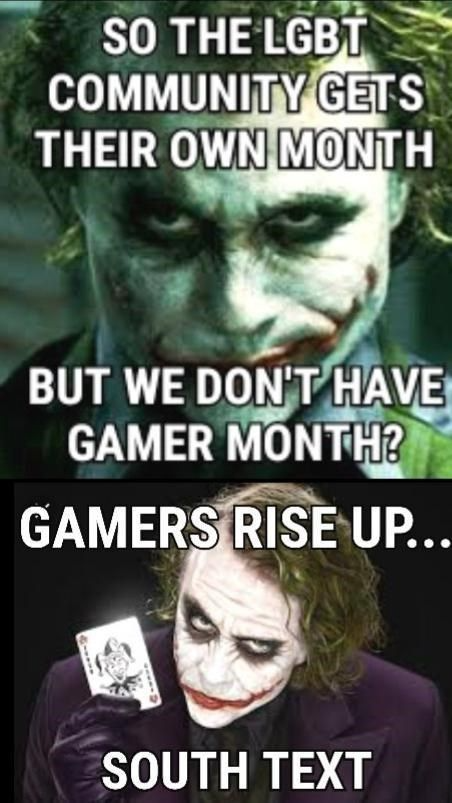 SO THE LGBT
COMMUNITY GETS
THEIR OWN MONTH
BUT WE DON'T HAVE
GAMER MONTH?
GAMERS RISE UP...
SOUTH TEXT